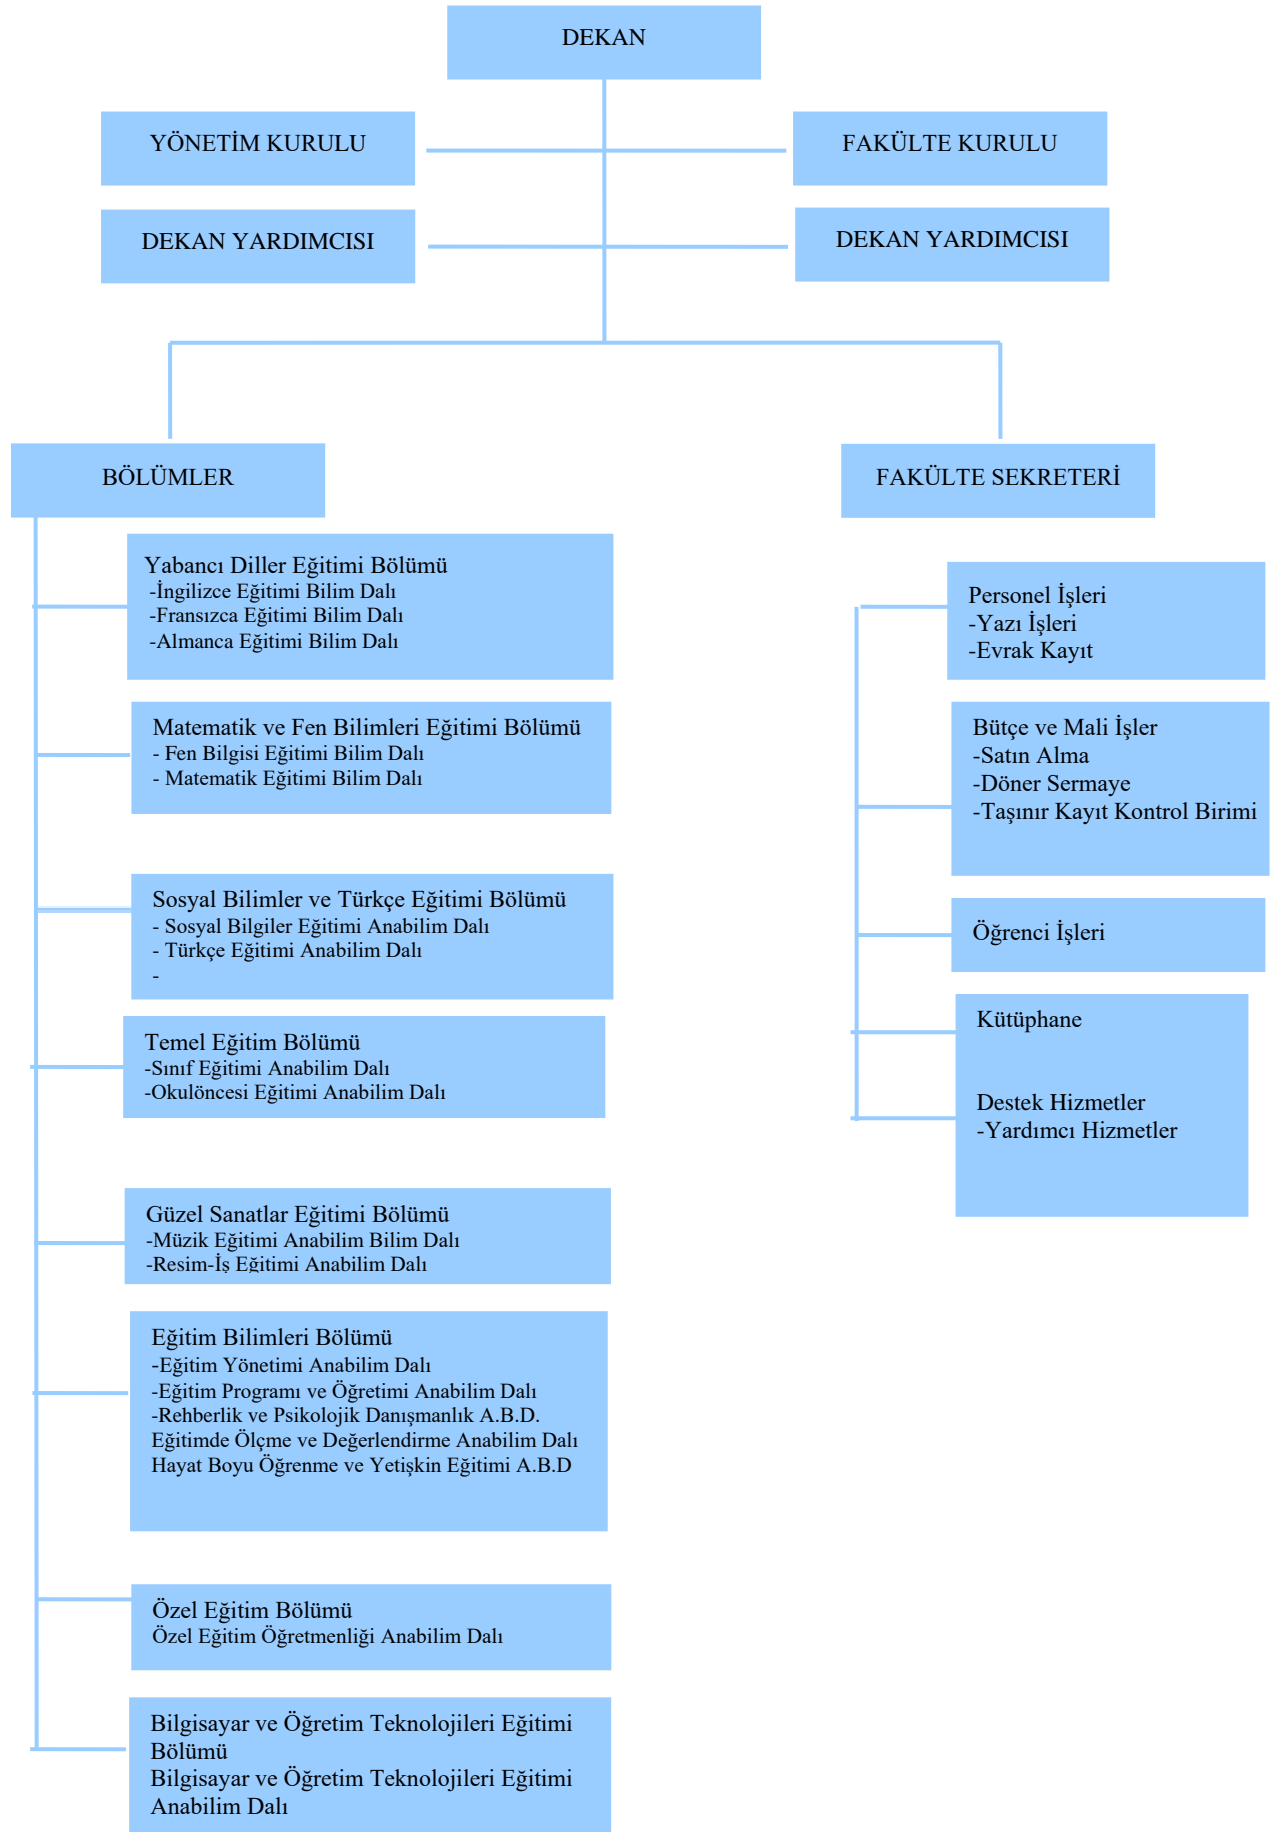 DEKAN
YÖNETİM KURULU
FAKÜLTE KURULU
DEKAN YARDIMCISI
DEKAN YARDIMCISI
BÖLÜMLER
FAKÜLTE SEKRETERİ
Yabancı Diller Eğitimi Bölümü
-İngilizce Eğitimi Bilim Dalı
-Fransızca Eğitimi Bilim Dalı
-Almanca Eğitimi Bilim Dalı
Matematik ve Fen Bilimleri Eğitimi Bölümü
- Fen Bilgisi Eğitimi Bilim Dalı
- Matematik Eğitimi Bilim Dalı
Sosyal Bilimler ve Türkçe Eğitimi Bölümü
- Sosyal Bilgiler Eğitimi Anabilim Dalı
- Türkçe Eğitimi Anabilim Dalı
-
Temel Eğitim Bölümü
-Sınıf Eğitimi Anabilim Dalı
-Okulöncesi Eğitimi Anabilim Dalı
Güzel Sanatlar Eğitimi Bölümü
-Müzik Eğitimi Anabilim Bilim Dalı
-Resim-İş Eğitimi Anabilim Dalı
Eğitim Bilimleri Bölümü
-Eğitim Yönetimi Anabilim Dalı
-Eğitim Programı ve Öğretimi Anabilim Dalı
-Rehberlik ve Psikolojik Danışmanlık A.B.D.
Eğitimde Ölçme ve Değerlendirme Anabilim Dalı
Hayat Boyu Öğrenme ve Yetişkin Eğitimi A.B.D
Özel Eğitim Bölümü
Özel Eğitim Öğretmenliği Anabilim Dalı
Bilgisayar ve Öğretim Teknolojileri Eğitimi
Bölümü
Bilgisayar ve Öğretim Teknolojileri Eğitimi
Anabilim Dalı
Personel İşleri
-Yazı İşleri
-Evrak Kayıt
Bütçe ve Mali İşler
-Satın Alma
-Döner Sermaye
-Taşınır Kayıt Kontrol Birimi
Öğrenci İşleri
Kütüphane
Destek Hizmetler
-Yardımcı Hizmetler